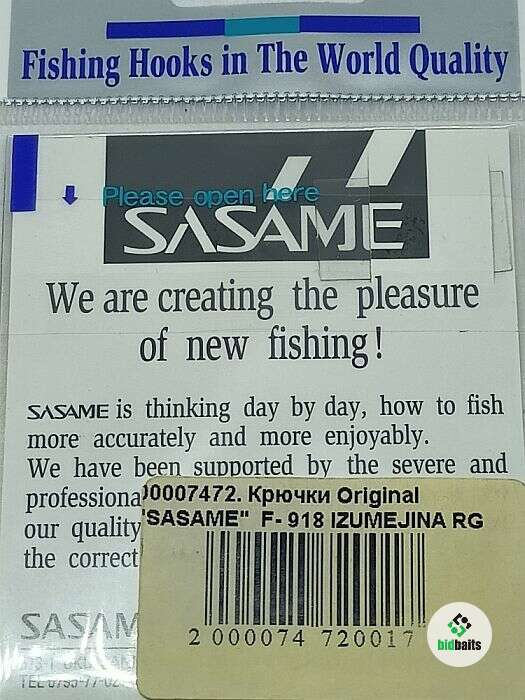 Fishing Hooks in The World Quality
Please open here
SASAME
We are creating the pleasure
of new fishing!
SASAME is thinking day by day, how to fish
more accurately and more enjoyably.
We have been supported by the severe and
professiona
our quality
the correct
0007472. Крючки Original
"SASAME" F-918 IZUMEJINA RG
2 000074 720017
SASAM
bidbaits